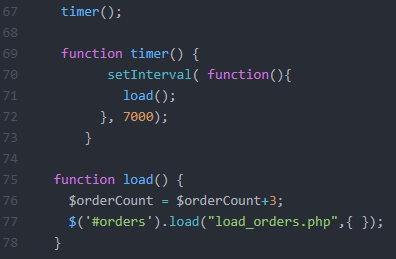 67 timer();
68
69 function timer() {
70 setInterval( function(){
71 load();
72 }, 7000);
73 }
74
75 function load() {
76 $orderCount = $orderCount+3;
77 $('#orders').load("load_orders.php",{ });
78 }